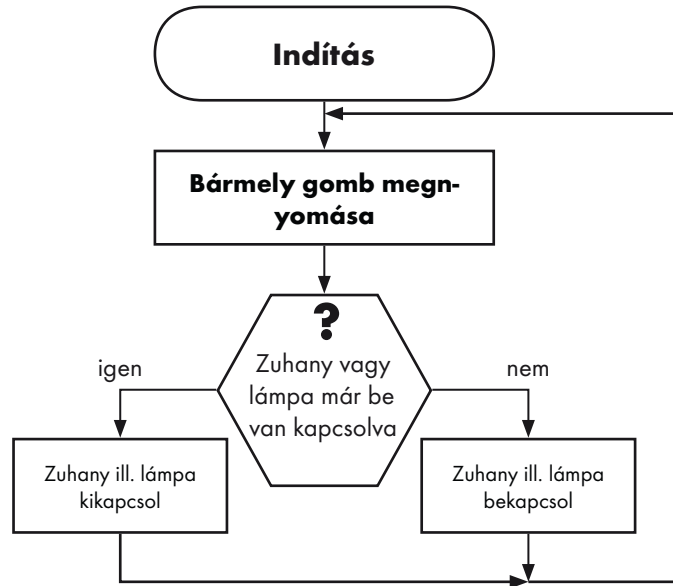 Indítás
Bármely gomb megn-
yomása
?
Zuhany vagy
lámpa már be
van kapcsolva
igen
nem
Zuhany ill. lámpa
kikapcsol
Zuhany ill. lámpa
bekapcsol